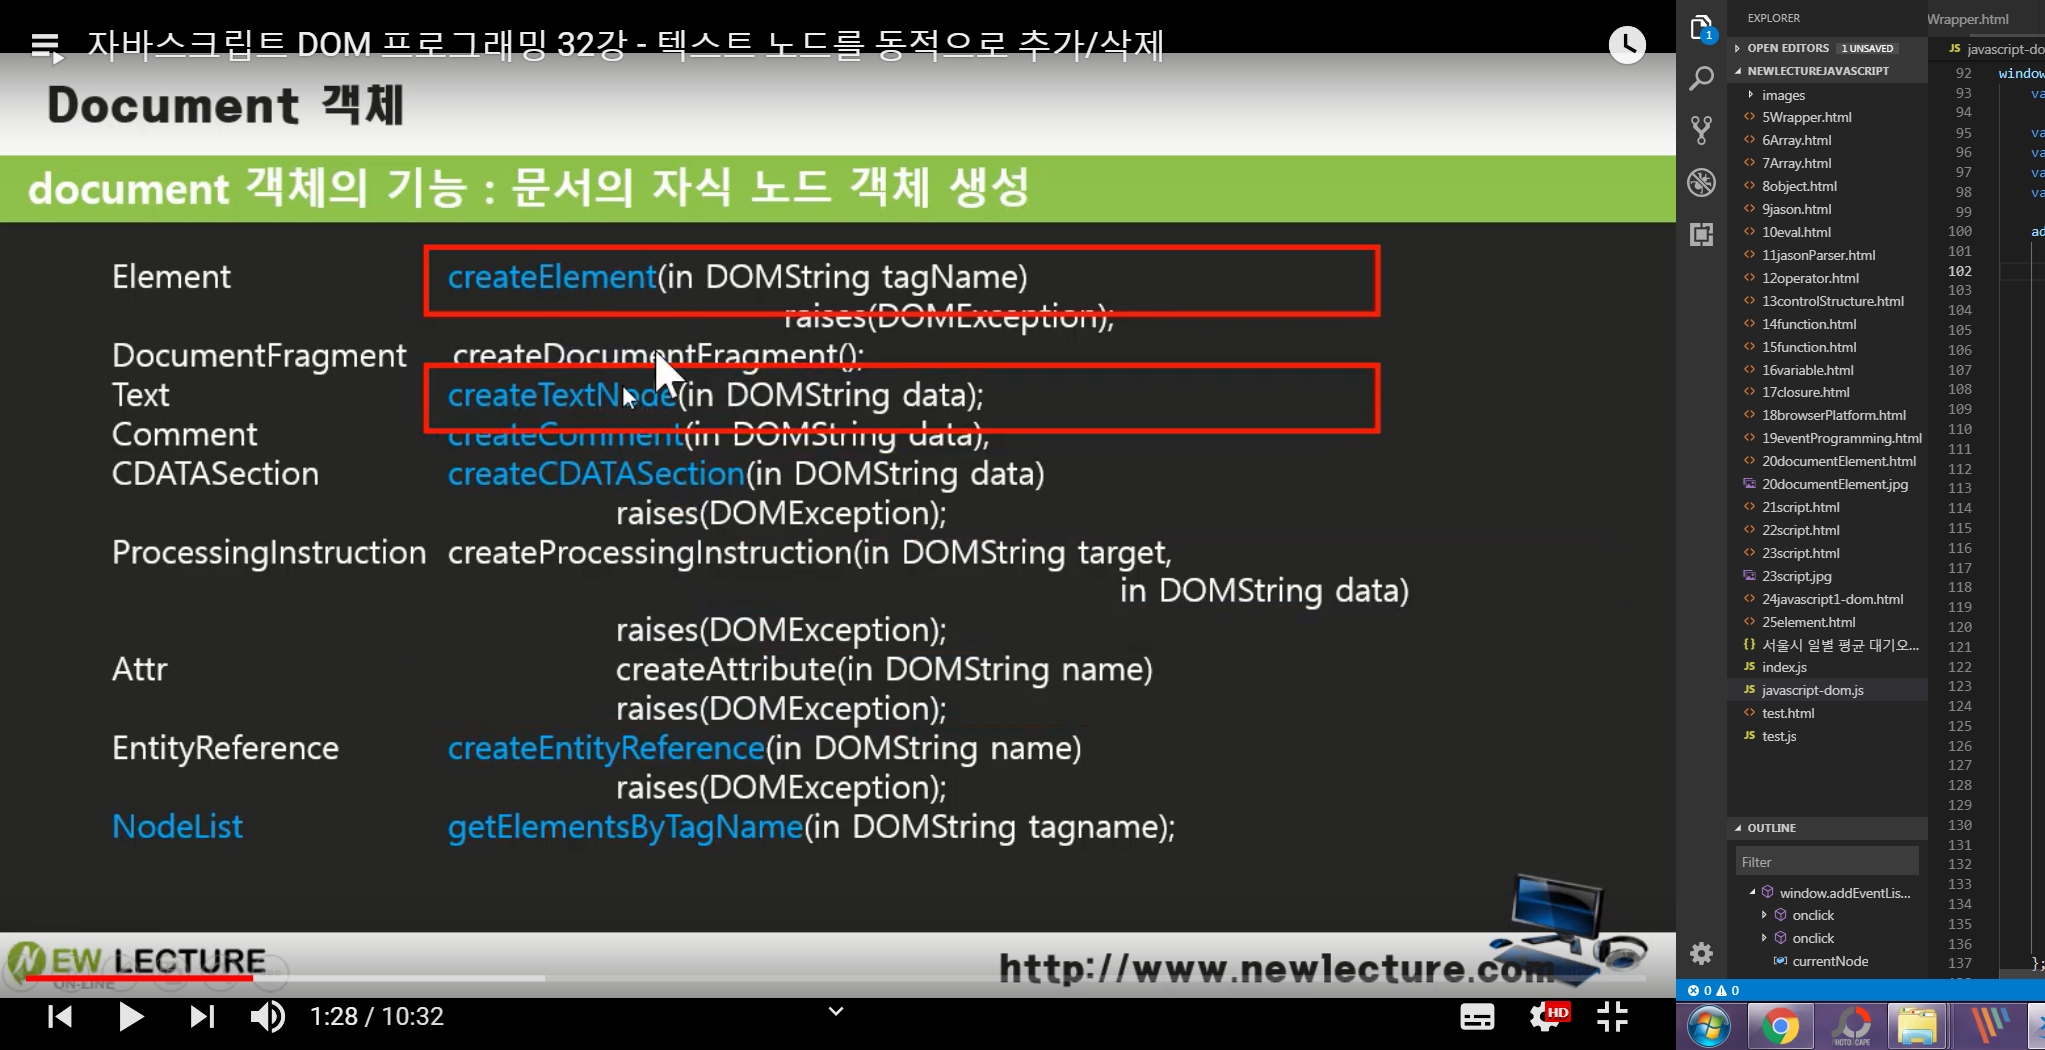 자바스크립트 DOM 프로그래밍 32강 - 텍스트 노드를 동적으로 추가/삭제
Document 객체
document 객체의 기능 : 문서의 자식 노드 객체 생성
Element createElement(in DOMString tagName)
raises(DOMException);
DocumentFragment createDocumentFragment();
Text createTextNode(in DOMString data);
Comment createComment(in DOMString data);
CDATASection createCDATASection(in DOMString data)
raises(DOMException);
ProcessingInstruction createProcessingInstruction(in DOMString target,
in DOMString data)
raises(DOMException);
Attr createAttribute(in DOMString name)
raises(DOMException);
EntityReference createEntityReference(in DOMString name)
raises(DOMException);
NodeList getElementsByTagName(in DOMString tagname);
NEW LECTURE
ON-LINE
http://www.newlecture.com
1:28 / 10:32
HD
1
EXPLORER
OPEN EDITORS 1 UNSAVED
NEWLECTUREJAVASCRIPT
images
5Wrapper.html
6Array.html
7Array.html
8object.html
9jason.html
10eval.html
11jasonParser.html
12operator.html
13controlStructure.html
14function.html
15function.html
16variable.html
17closure.html
18browserPlatform.html
19eventProgramming.html
20documentElement.html
20documentElement.jpg
21script.html
22script.html
23script.html
23script.jpg
24javascript1-dom.html
25element.html
{} 서울시 일별 평균 대기오...
JS index.js
JS javascript-dom.js
test.html
JS test.js
OUTLINE
Filter
window.addEventLis...
onclick
onclick
currentNode
0 0
Wrapper.html
JS javascript-do
92 window
93 va
94
95 va
96 va
97 va
98 va
99
100 ad
101
102
103
104
105
106
107
108
109
110
111
112
113
114
115
116
117
118
119
120
121
122
123
124
125
126
127
128
129
130
131
132
133
134
135
136
137 };
PHOTOSCAPE